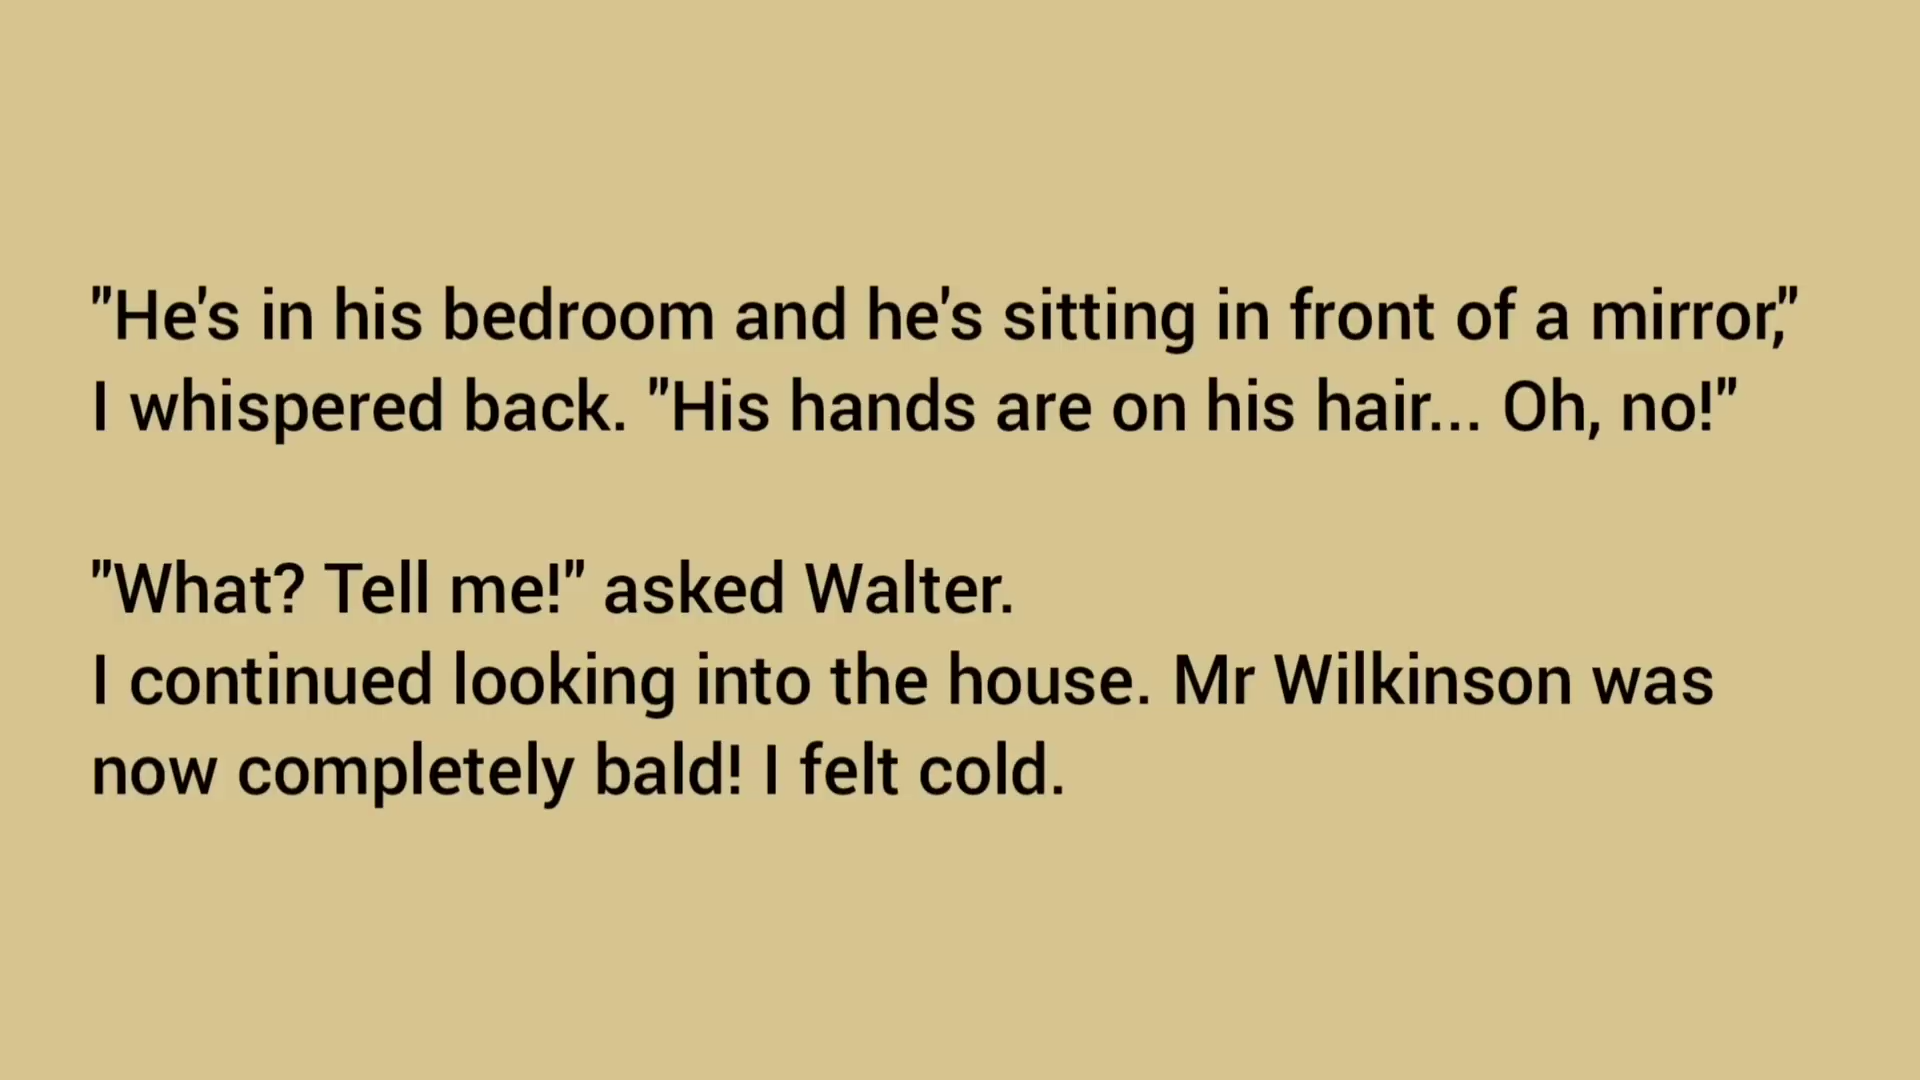 "He's in his bedroom and he's sitting in front of a mirror,"
I whispered back. "His hands are on his hair... Oh, no!"
"What? Tell me!" asked Walter.
I continued looking into the house. Mr Wilkinson was
now completely bald! I felt cold.